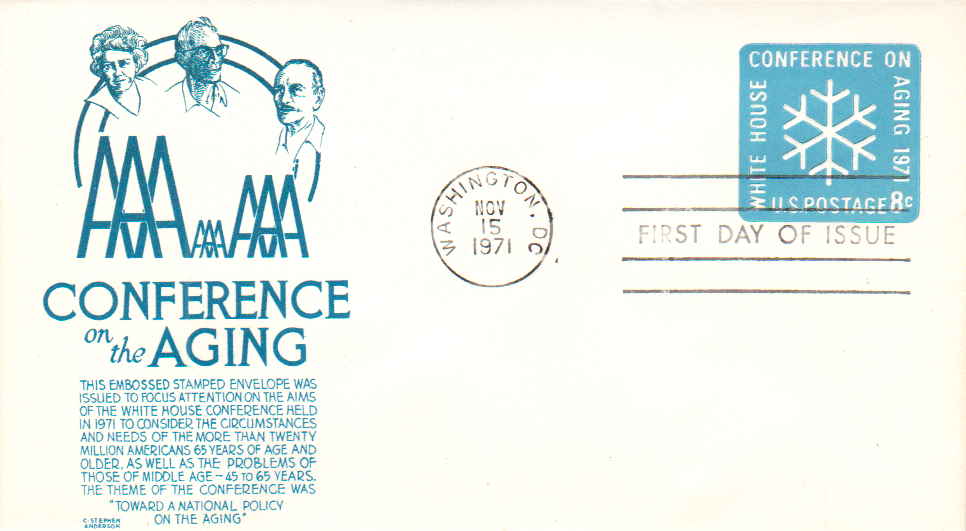 AAA AAA AAA
CONFERENCE
on
the AGING
THIS EMBOSSED STAMPED ENVELOPE WAS
ISSUED TO FOCUS ATTENTION ON THE AIMS
OF THE WHITE HOUSE CONFERENCE HELD
IN 1971 TO CONSIDER THE CIRCUMSTANCES
AND NEEDS OF THE MORE THAN TWENTY
MILLION AMERICANS 65 YEARS OF AGE AND
OLDER, AS WELL AS THE PROBLEMS OF
THOSE OF MIDDLE AGE – 45 TO 65 YEARS.
THE THEME OF THE CONFERENCE WAS
"TOWARD A NATIONAL POLICY
ON THE AGING"
C. STEPHEN
ANDERSON
WASHINGTON, DC
NOV
15
1971
WHITE HOUSE
CONFERENCE ON
AGING 1971
U.S. POSTAGE 8c
FIRST DAY OF ISSUE